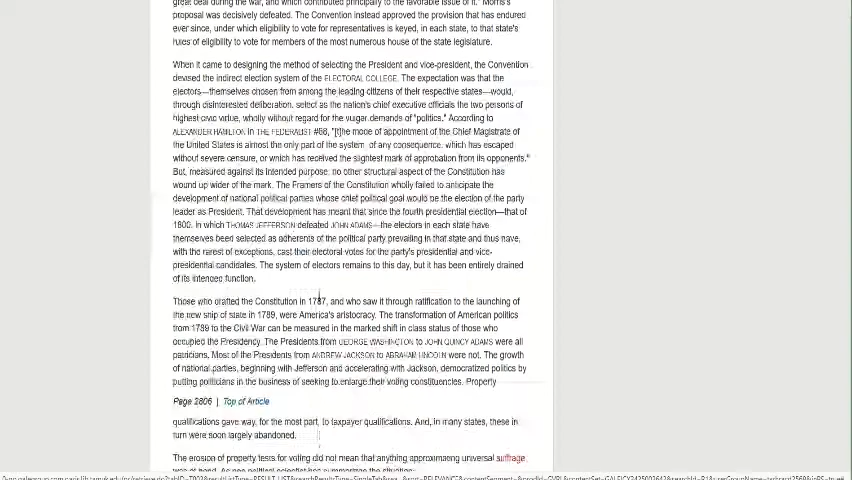 great deal during the war, and which contributed principally to the favorable issue of it." Morris's
proposal was decisively defeated. The Convention instead approved the provision that has endured
ever since, under which eligibility to vote for representatives is keyed, in each state, to that state's
rules of eligibility to vote for members of the most numerous house of the state legislature.
When it came to designing the method of selecting the President and vice-president, the Convention
devised the indirect election system of the ELECTORAL COLLEGE. The expectation was that the
electors—themselves chosen from among the leading citizens of their respective states—would,
through disinterested deliberation, select as the nation's chief executive officials the two persons of
highest civic virtue, wholly without regard for the vulgar demands of "politics." According to
ALEXANDER HAMILTON in THE FEDERALIST #68, "[t]he mode of appointment of the Chief Magistrate of
the United States is almost the only part of the system, of any consequence, which has escaped
without severe censure, or which has received the slightest mark of approbation from its opponents."
But, measured against its intended purpose, no other structural aspect of the Constitution has
wound up wider of the mark. The Framers of the Constitution wholly failed to anticipate the
development of national political parties whose chief political goal would be the election of the party
leader as President. That development has meant that since the fourth presidential election—that of
1800, in which THOMAS JEFFERSON defeated JOHN ADAMS—the electors in each state have
themselves been selected as adherents of the political party prevailing in that state and thus have,
with the rarest of exceptions, cast their electoral votes for the party's presidential and vice-
presidential candidates. The system of electors remains to this day, but it has been entirely drained
of its intended function.
Those who drafted the Constitution in 1787, and who saw it through ratification to the launching of
the new ship of state in 1789, were America's aristocracy. The transformation of American politics
from 1789 to the Civil War can be measured in the marked shift in class status of those who
occupied the Presidency. The Presidents from GEORGE WASHINGTON to JOHN QUINCY ADAMS were all
patricians. Most of the Presidents from ANDREW JACKSON to ABRAHAM LINCOLN were not. The growth
of national parties, beginning with Jefferson and accelerating with Jackson, democratized politics by
putting politicians in the business of seeking to enlarge their voting constituencies. Property
Page 2806 | Top of Article
qualifications gave way, for the most part, to taxpayer qualifications. And, in many states, these in
turn were soon largely abandoned.
The erosion of property tests for voting did not mean that anything approximating universal suffrage